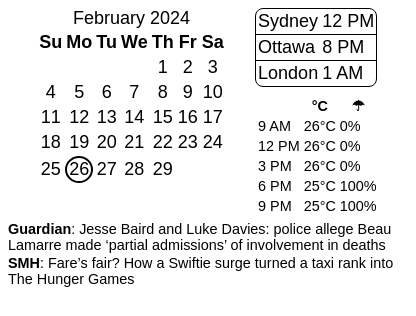 February 2024
Su Mo Tu We Th Fr Sa
1 2 3
4 5 6 7 8 9 10
11 12 13 14 15 16 17
18 19 20 21 22 23 24
25 26 27 28 29
Sydney 12 PM
Ottawa 8 PM
London 1 AM
°C ☂
9 AM 26°C 0%
12 PM 26°C 0%
3 PM 26°C 0%
6 PM 25°C 100%
9 PM 25°C 100%
Guardian: Jesse Baird and Luke Davies: police allege Beau
Lamarre made ‘partial admissions’ of involvement in deaths
SMH: Fare’s fair? How a Swiftie surge turned a taxi rank into
The Hunger Games